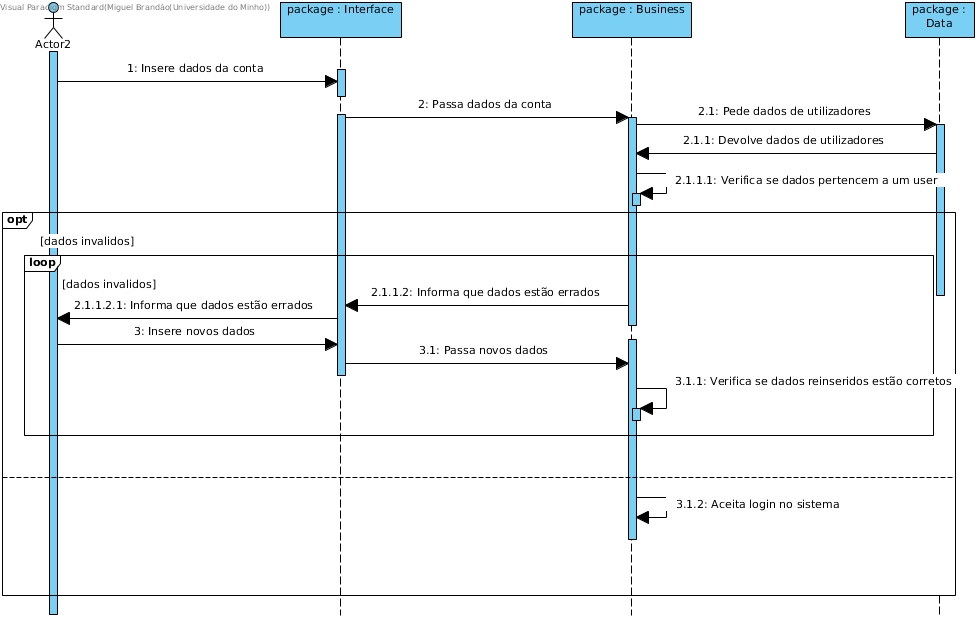 Visual Paradigm Standard(Miguel Brandão(Universidade do Minho))
package : Interface
package : Business
package :
Data
Actor2
1: Insere dados da conta
2: Passa dados da conta
2.1: Pede dados de utilizadores
2.1.1: Devolve dados de utilizadores
2.1.1.1: Verifica se dados pertencem a um user
opt
[dados invalidos]
loop
[dados invalidos]
2.1.1.2: Informa que dados estão errados
2.1.1.2.1: Informa que dados estão errados
3: Insere novos dados
3.1: Passa novos dados
3.1.1: Verifica se dados reinseridos estão corretos
3.1.2: Aceita login no sistema